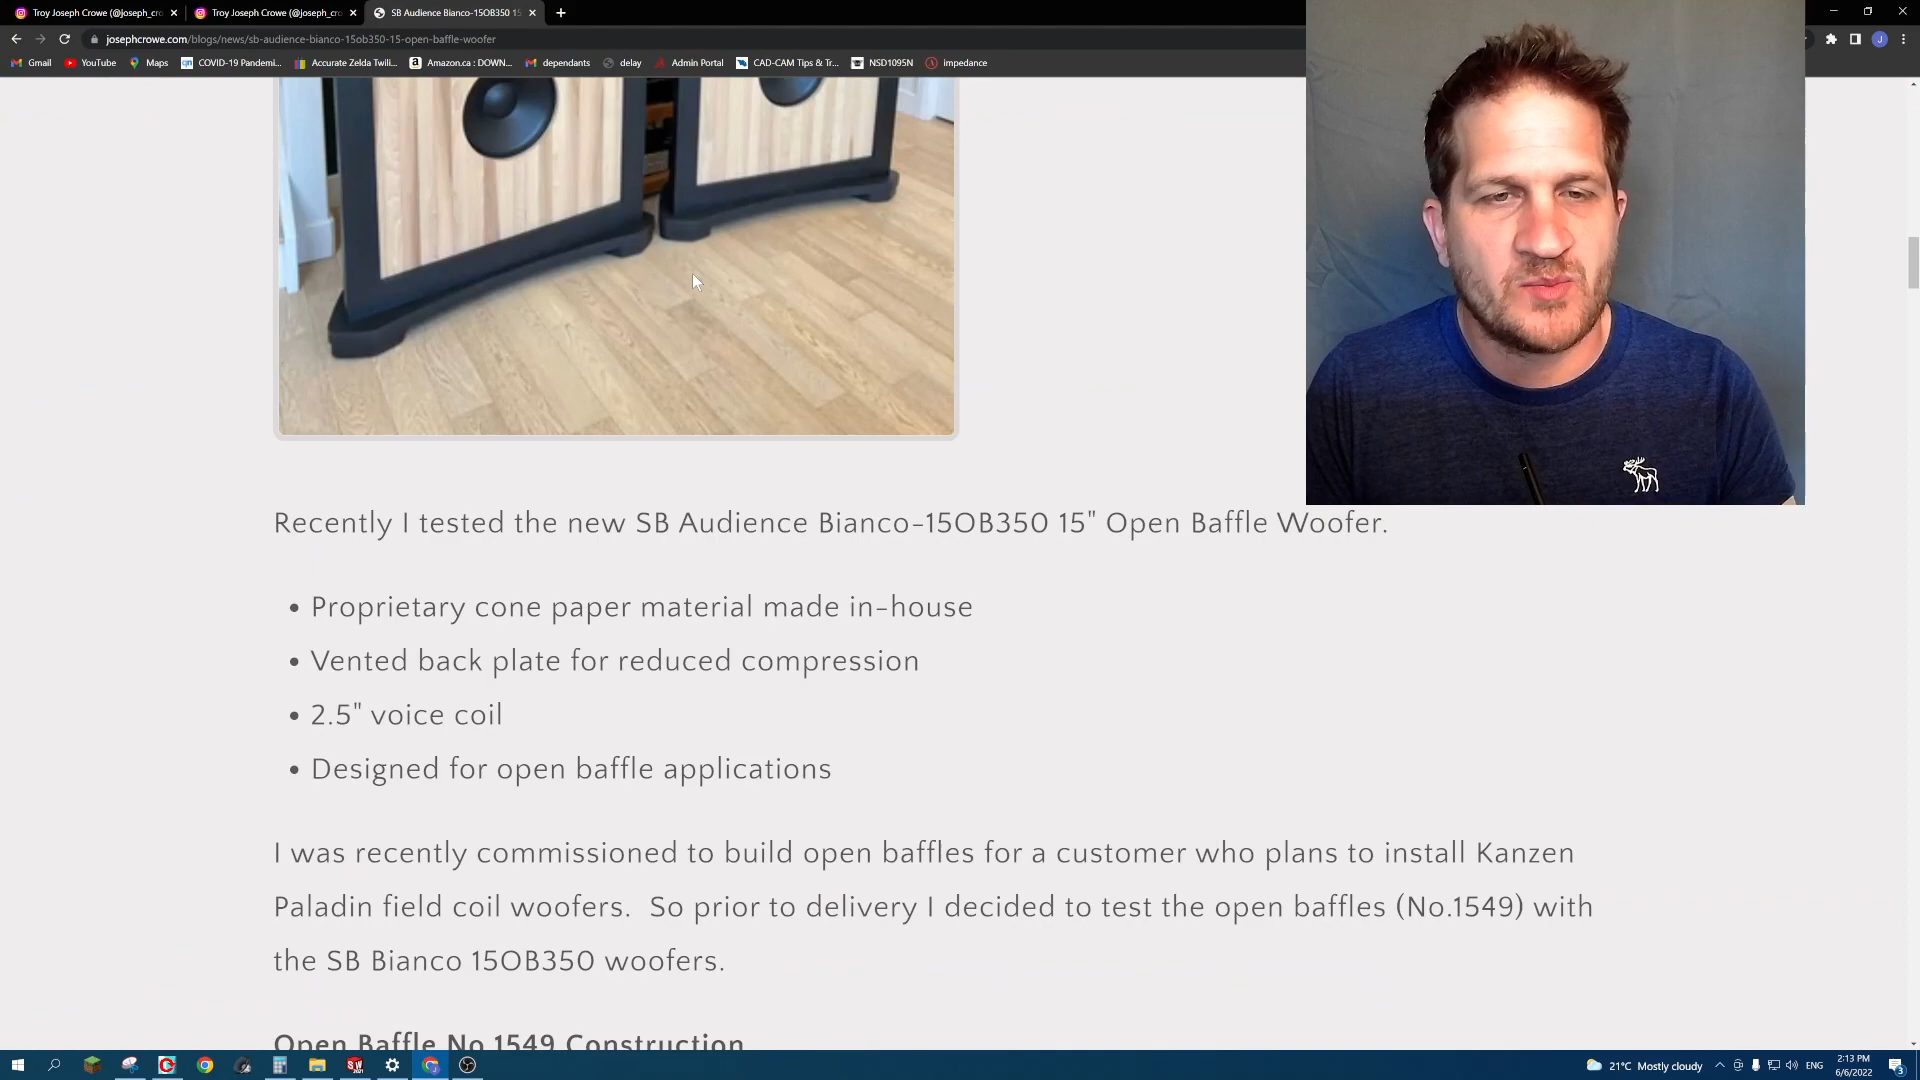 Troy Joseph Crowe (@joseph_cro
Troy Joseph Crowe (@joseph_cro
SB Audience Bianco-15OB350 15
josephcrowe.com/blogs/news/sb-audience-bianco-15ob350-15-open-baffle-woofer
Gmail YouTube Maps COVID-19 Pandemi... Accurate Zelda Twili... Amazon.ca : DOWN... dependants delay Admin Portal CAD-CAM Tips & Tr... NSD1095N impedance
Recently I tested the new SB Audience Bianco-15OB350 15" Open Baffle Woofer.
• Proprietary cone paper material made in-house
• Vented back plate for reduced compression
• 2.5" voice coil
• Designed for open baffle applications
I was recently commissioned to build open baffles for a customer who plans to install Kanzen
Paladin field coil woofers. So prior to delivery I decided to test the open baffles (No.1549) with
the SB Bianco 15OB350 woofers.
Open Baffle No 1549 Construction
21°C Mostly cloudy ENG 2:13 PM
6/6/2022